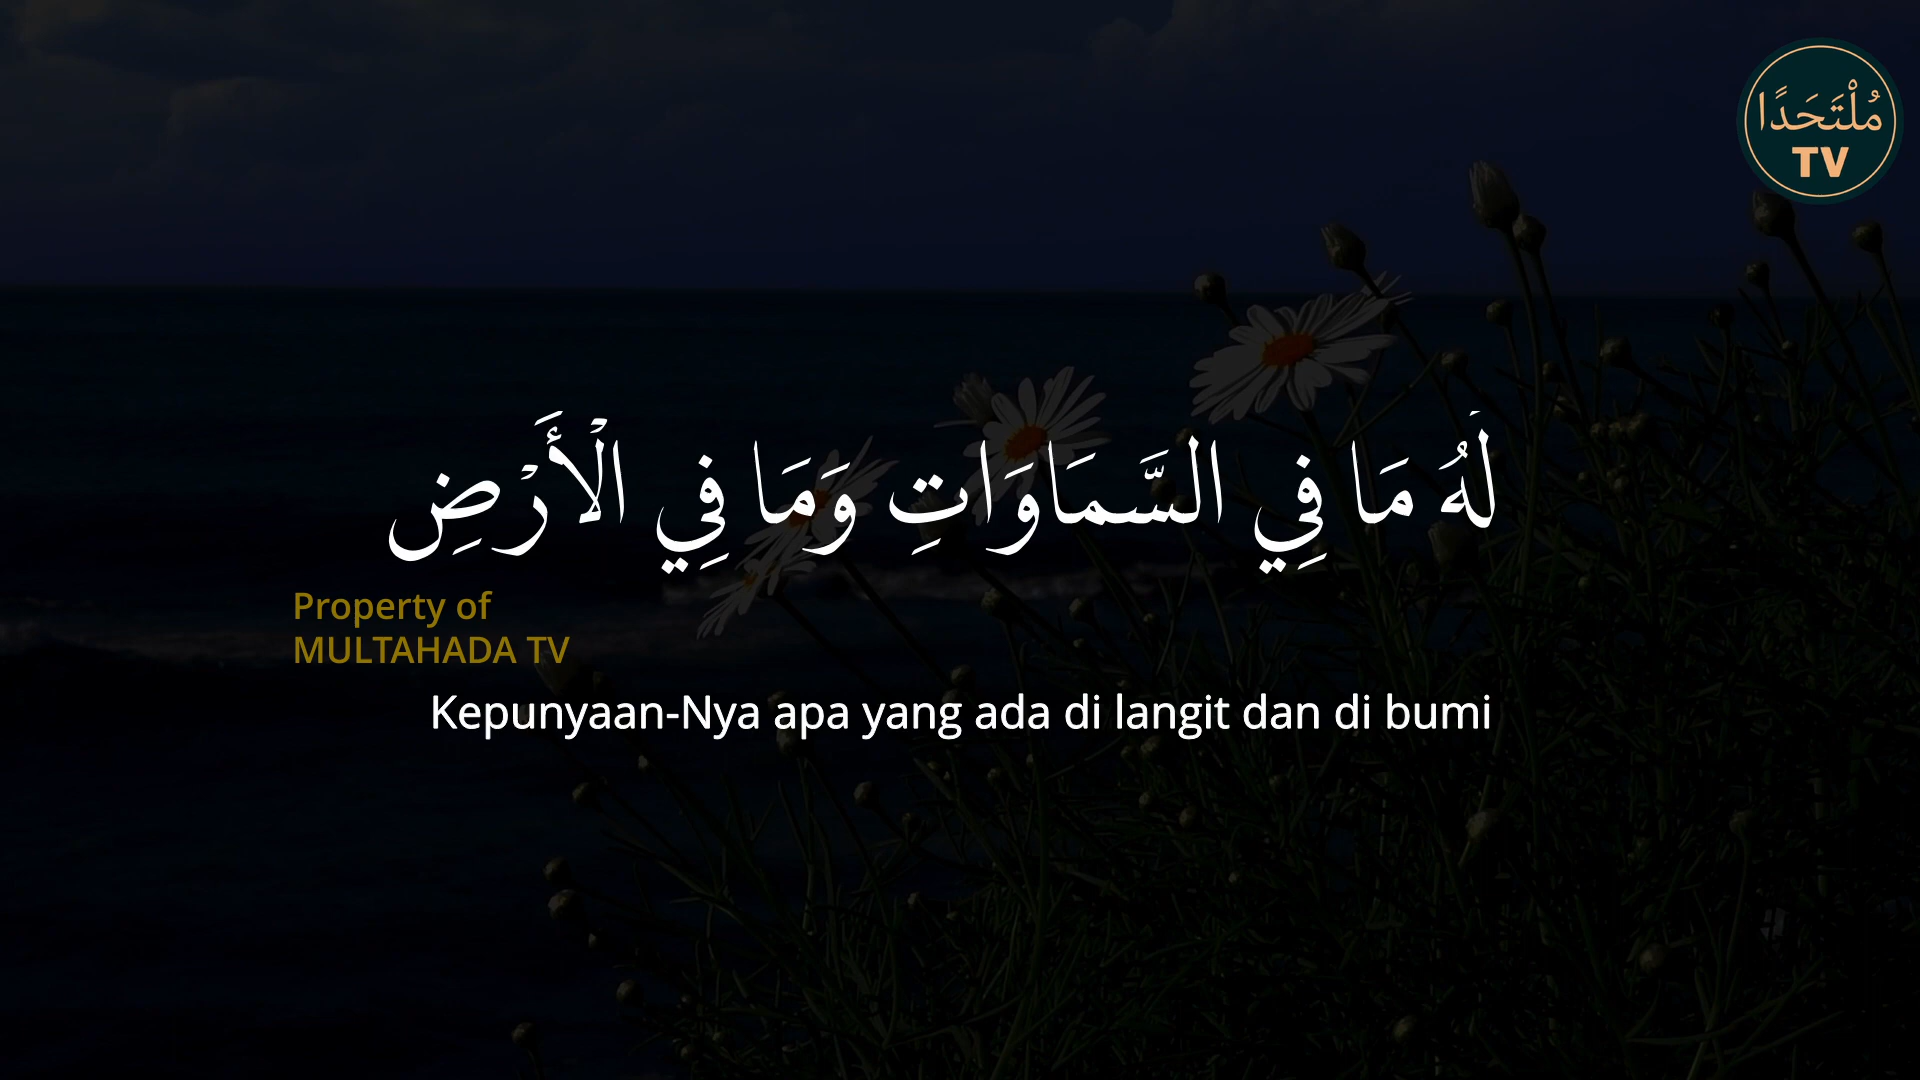 مُلْتَحَدًا
TV
لَهُ مَا فِي السَّمَاوَاتِ وَمَا فِي الْأَرْضِ
Property of
MULTAHADA TV
Kepunyaan-Nya apa yang ada di langit dan di bumi